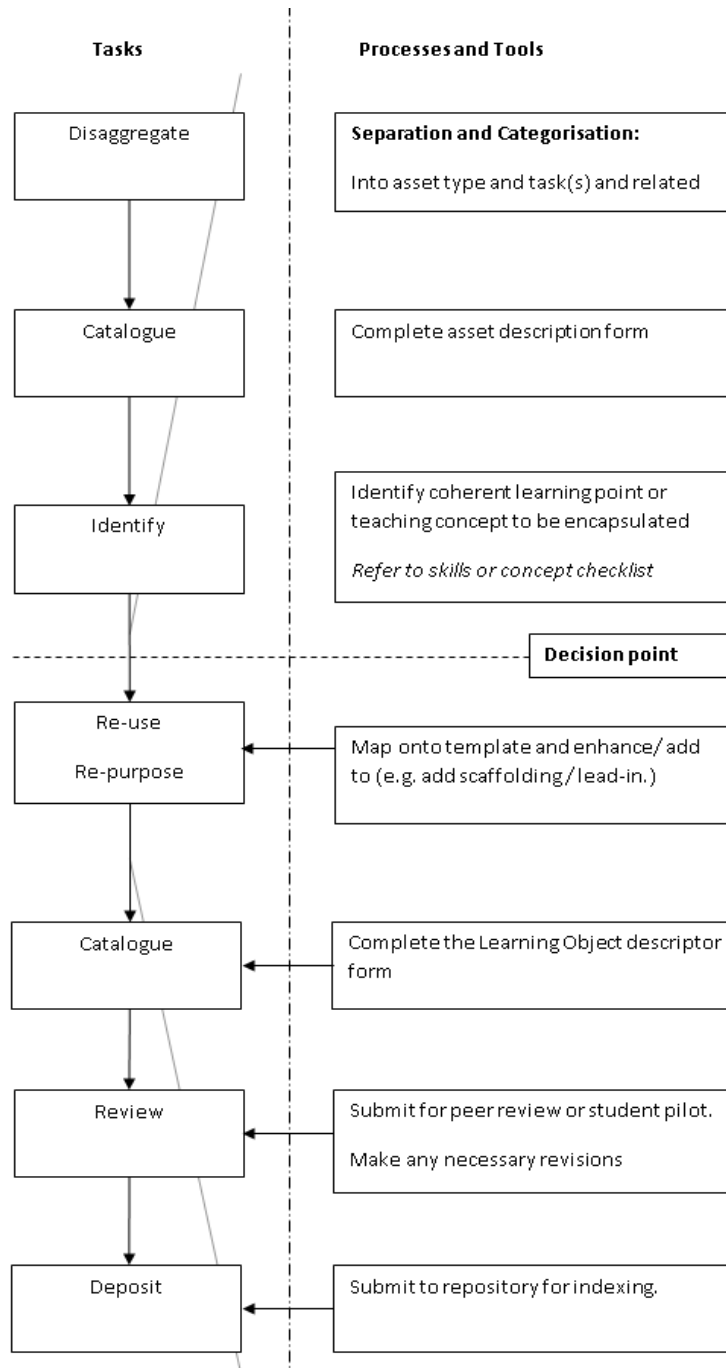 Tasks
Processes and Tools
Disaggregate
Separation and Categorisation:
Into asset type and task(s) and related
Catalogue
Complete asset description form
Identify
Identify coherent learning point or
teaching concept to be encapsulated
Refer to skills or concept checklist
Decision point
Re-use
Re-purpose
Map onto template and enhance/ add
to (e.g. add scaffolding / lead-in.)
Catalogue
Complete the Learning Object descriptor
form
Review
Submit for peer review or student pilot.
Make any necessary revisions
Deposit
Submit to repository for indexing.